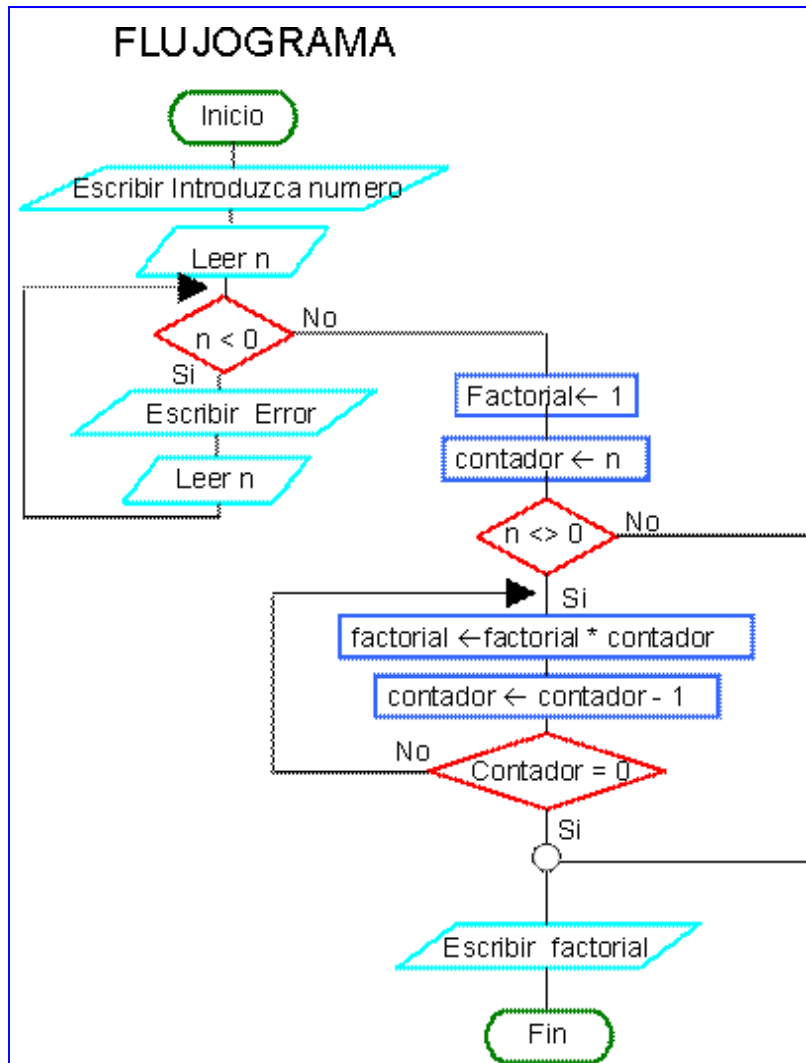 FLUJOGRAMA
Inicio
Escribir Introduzca numero
Leer n
n < 0
No
Si
Escribir Error
Leer n
Factorial← 1
contador ← n
n <> 0
No
Si
factorial ←factorial * contador
contador ← contador - 1
Contador = 0
No
Si
Escribir factorial
Fin